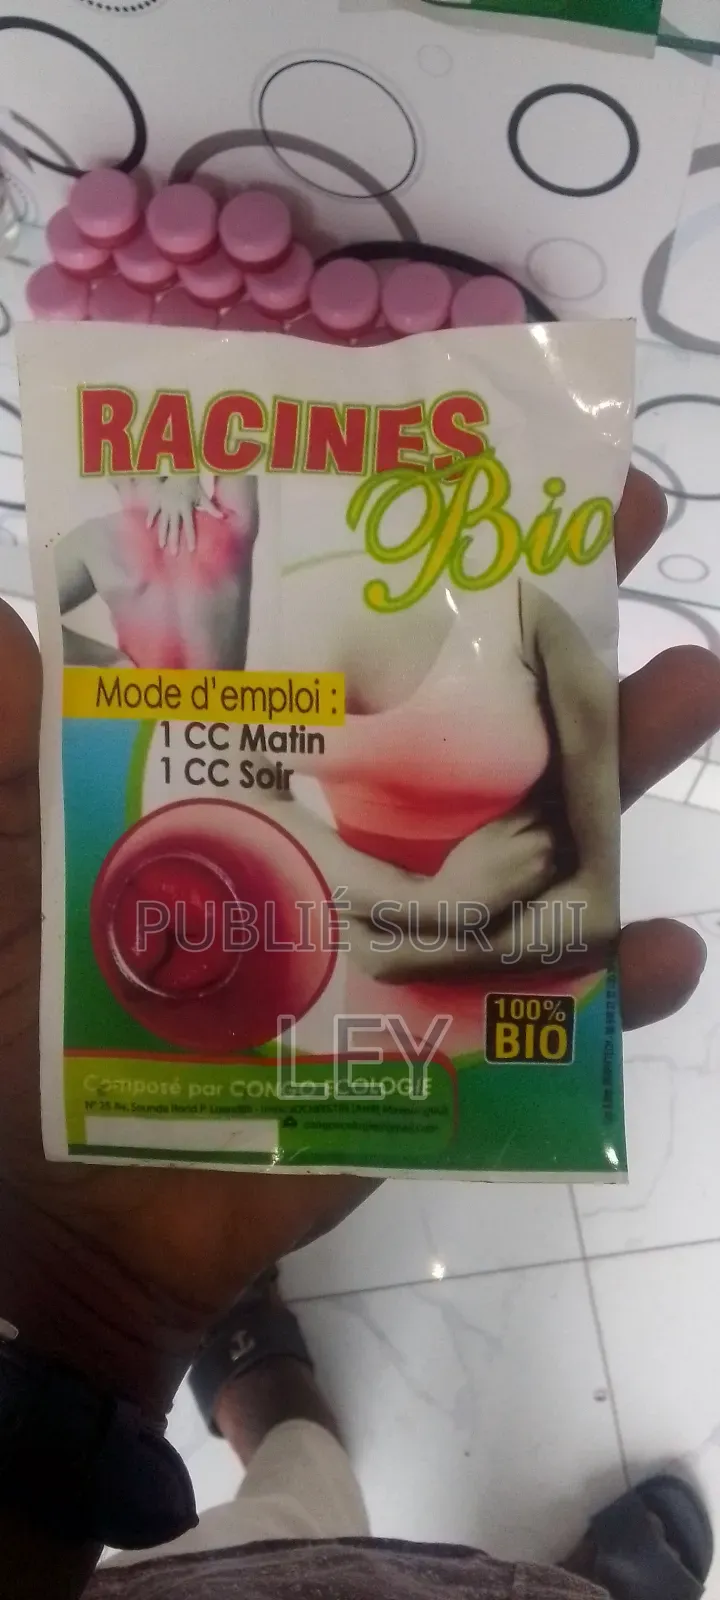 RACINES
Bio
Mode d'emploi :
1 CC Matin
1 CC Soir
PUBLIÉ SUR JIJI
LEY
100%
BIO
Composé par CONGO ECOLOGIE